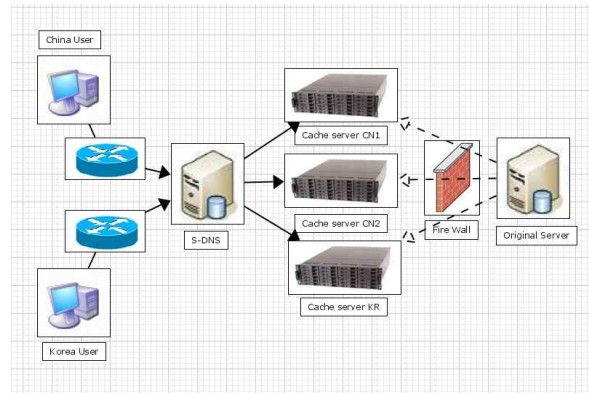 China User
Cache server CN1
Cache server CN2
Fire Wall
Original Server
S-DNS
Cache server KR
Korea User